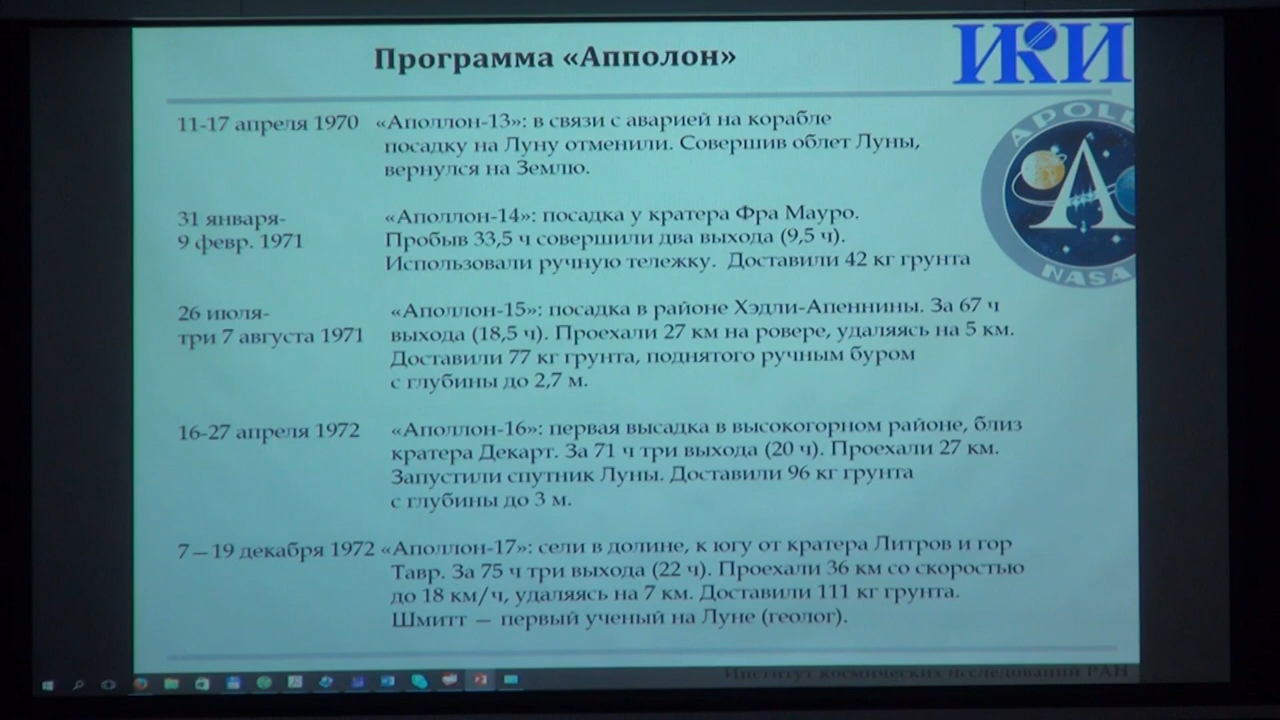 Программа «Апполон»
ИКИ
APOLL
NASA
11-17 апреля 1970 «Аполлон-13»: в связи с аварией на корабле
посадку на Луну отменили. Совершив облет Луны,
вернулся на Землю.
31 января- «Аполлон-14»: посадка у кратера Фра Мауро.
9 февр. 1971 Пробыв 33,5 ч совершили два выхода (9,5 ч).
Использовали ручную тележку. Доставили 42 кг грунта
26 июля- «Аполлон-15»: посадка в районе Хэдли-Апеннины. За 67 ч
три 7 августа 1971 выхода (18,5 ч). Проехали 27 км на ровере, удаляясь на 5 км.
Доставили 77 кг грунта, поднятого ручным буром
с глубины до 2,7 м.
16-27 апреля 1972 «Аполлон-16»: первая высадка в высокогорном районе, близ
кратера Декарт. За 71 ч три выхода (20 ч). Проехали 27 км.
Запустили спутник Луны. Доставили 96 кг грунта
с глубины до 3 м.
7—19 декабря 1972 «Аполлон-17»: сели в долине, к югу от кратера Литров и гор
Тавр. За 75 ч три выхода (22 ч). Проехали 36 км со скоростью
до 18 км/ч, удаляясь на 7 км. Доставили 111 кг грунта.
Шмитт — первый ученый на Луне (геолог).
Институт космических исследований РАН